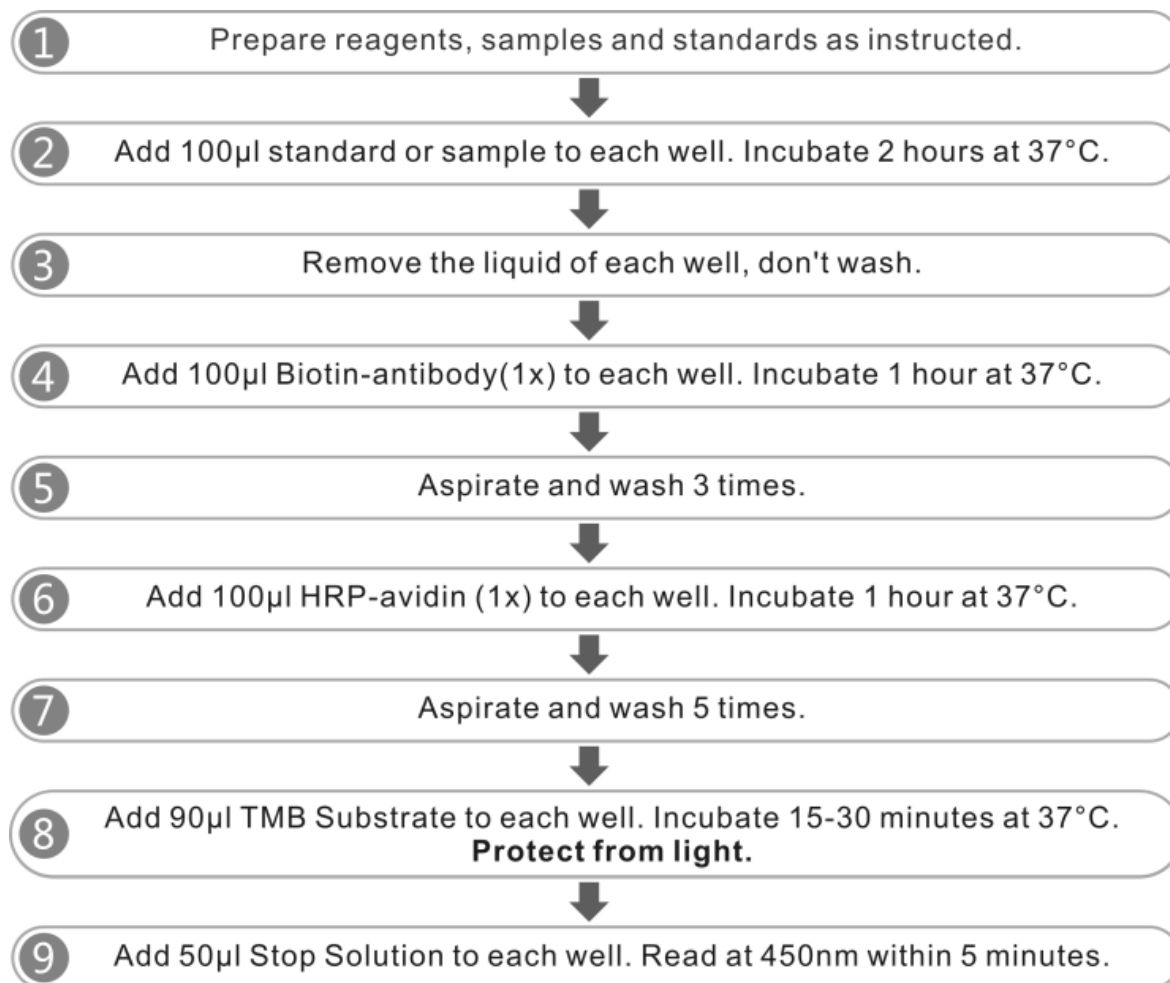 1 Prepare reagents, samples and standards as instructed.
2 Add 100µl standard or sample to each well. Incubate 2 hours at 37°C.
3 Remove the liquid of each well, don't wash.
4 Add 100µl Biotin-antibody(1x) to each well. Incubate 1 hour at 37°C.
5 Aspirate and wash 3 times.
6 Add 100µl HRP-avidin (1x) to each well. Incubate 1 hour at 37°C.
7 Aspirate and wash 5 times.
8 Add 90µl TMB Substrate to each well. Incubate 15-30 minutes at 37°C.
Protect from light.
9 Add 50µl Stop Solution to each well. Read at 450nm within 5 minutes.